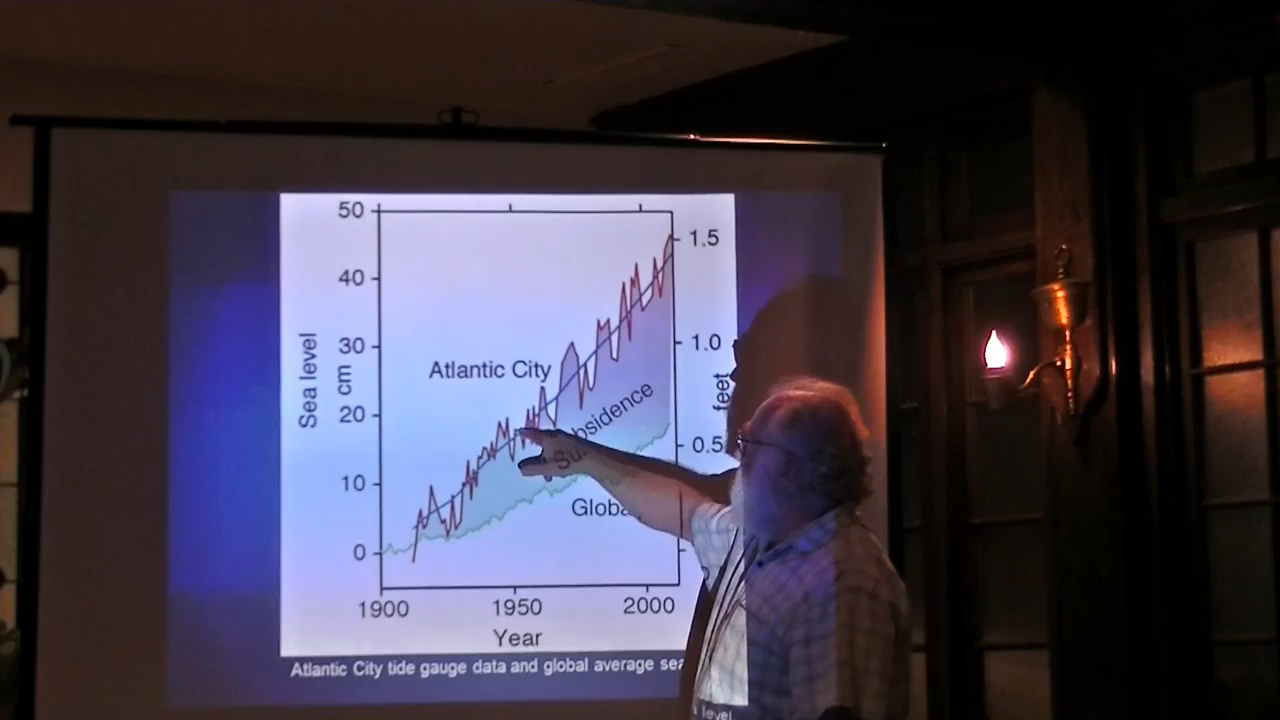 50
40
30
20
10
0
Sea level
cm
1.5
1.0
0.5
feet
Atlantic City
Subsidence
Globa
1900 1950 2000
Year
Atlantic City tide gauge data and global average sea
level